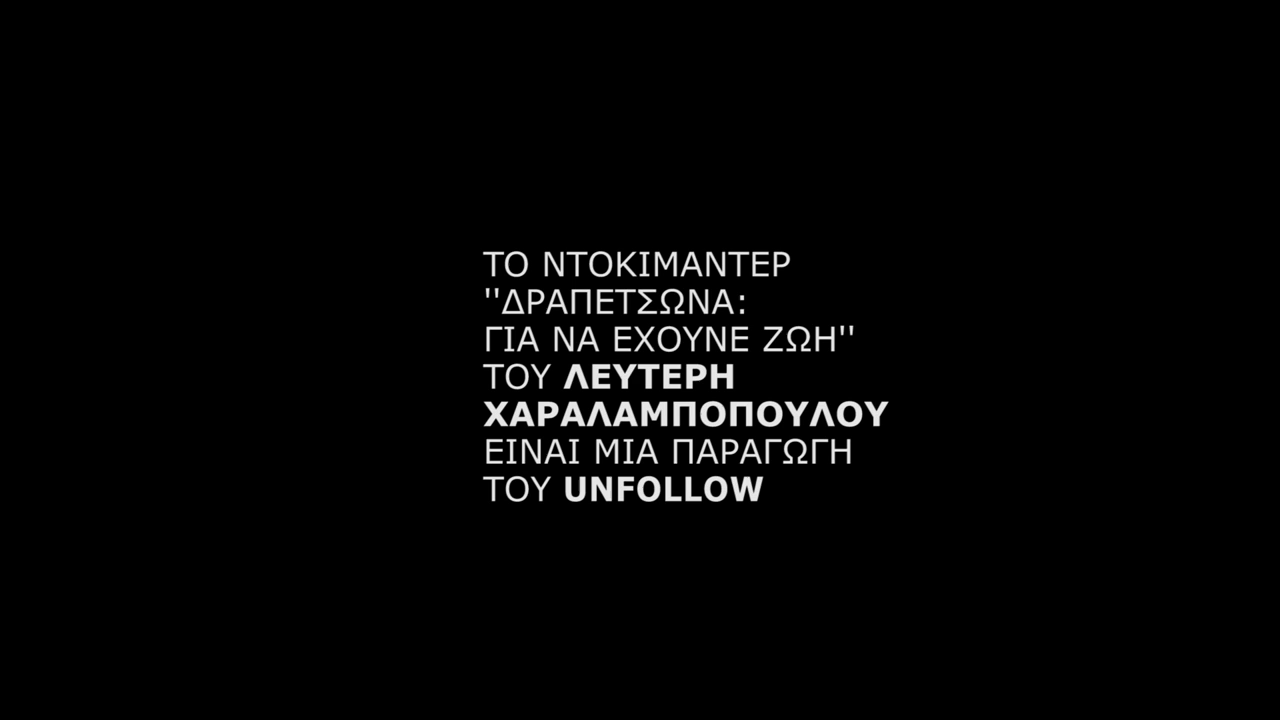 ΤΟ ΝΤΟΚΙΜΑΝΤΕΡ
''ΔΡΑΠΕΤΣΩΝΑ:
ΓΙΑ ΝΑ ΕΧΟΥΝΕ ΖΩΗ''
ΤΟΥ ΛΕΥΤΕΡΗ
ΧΑΡΑΛΑΜΠΟΠΟΥΛΟΥ
ΕΙΝΑΙ ΜΙΑ ΠΑΡΑΓΩΓΗ
ΤΟΥ UNFOLLOW